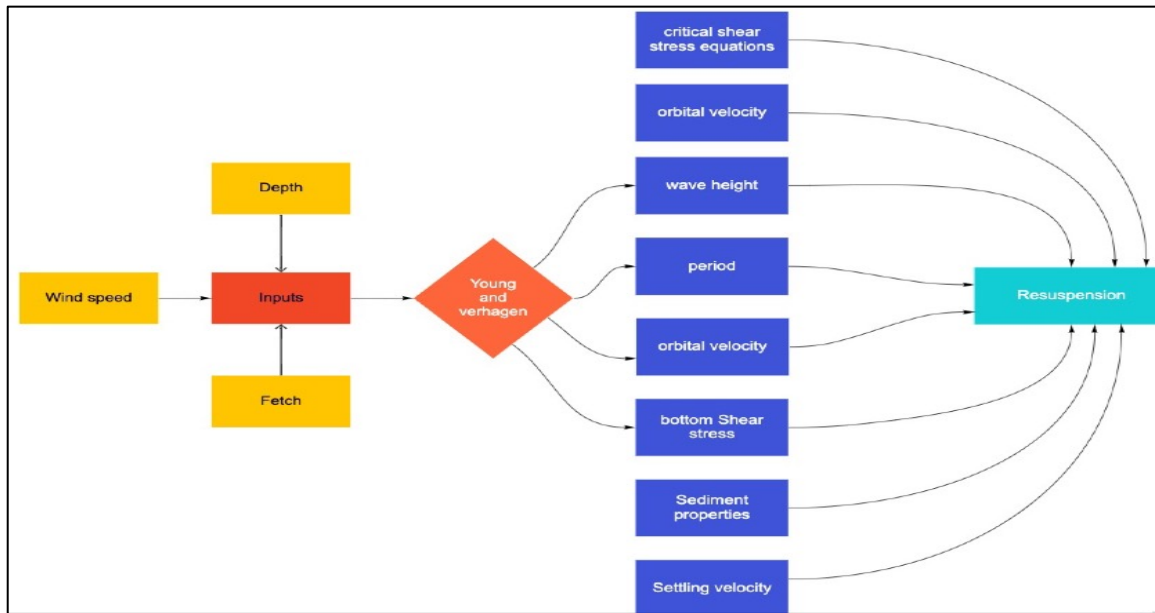 critical shear
stress equations
orbital velocity
wave height
Depth
Wind speed
Inputs
Fetch
Young
and
verhagen
period
orbital velocity
bottom Shear
stress
Sediment
properties
Settling velocity
Resuspension